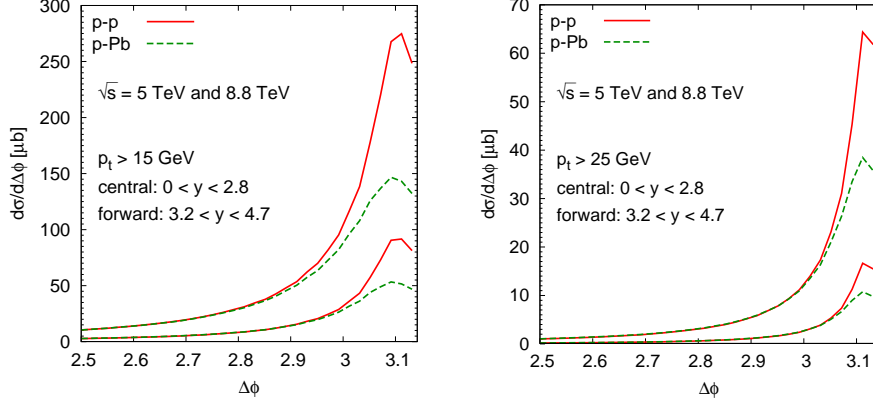 p-p
p-Pb
√s = 5 TeV and 8.8 TeV
pt > 15 GeV
central: 0 < y < 2.8
forward: 3.2 < y < 4.7
dσ/dΔϕ [μb]
300
250
200
150
100
50
0
2.5 2.6 2.7 2.8 2.9 3 3.1
Δϕ
p-p
p-Pb
√s = 5 TeV and 8.8 TeV
pt > 25 GeV
central: 0 < y < 2.8
forward: 3.2 < y < 4.7
dσ/dΔϕ [μb]
70
60
50
40
30
20
10
0
2.5 2.6 2.7 2.8 2.9 3 3.1
Δϕ